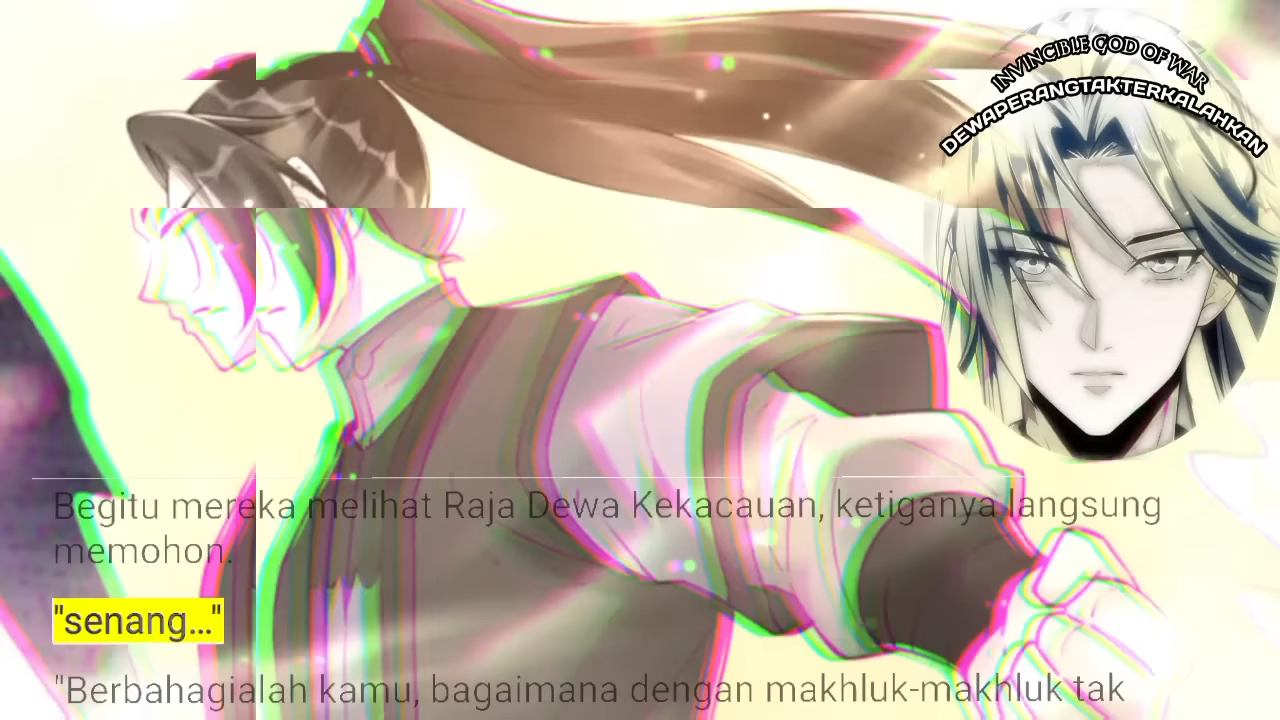 INVINCIBLE GOD OF WAR
DEWAPERANGTAKTERKALAHKAN
Begitu mereka melihat Raja Dewa Kekacauan, ketiganya langsung
memohon.
"senang..."
"Berbahagialah kamu, bagaimana dengan makhluk-makhluk tak